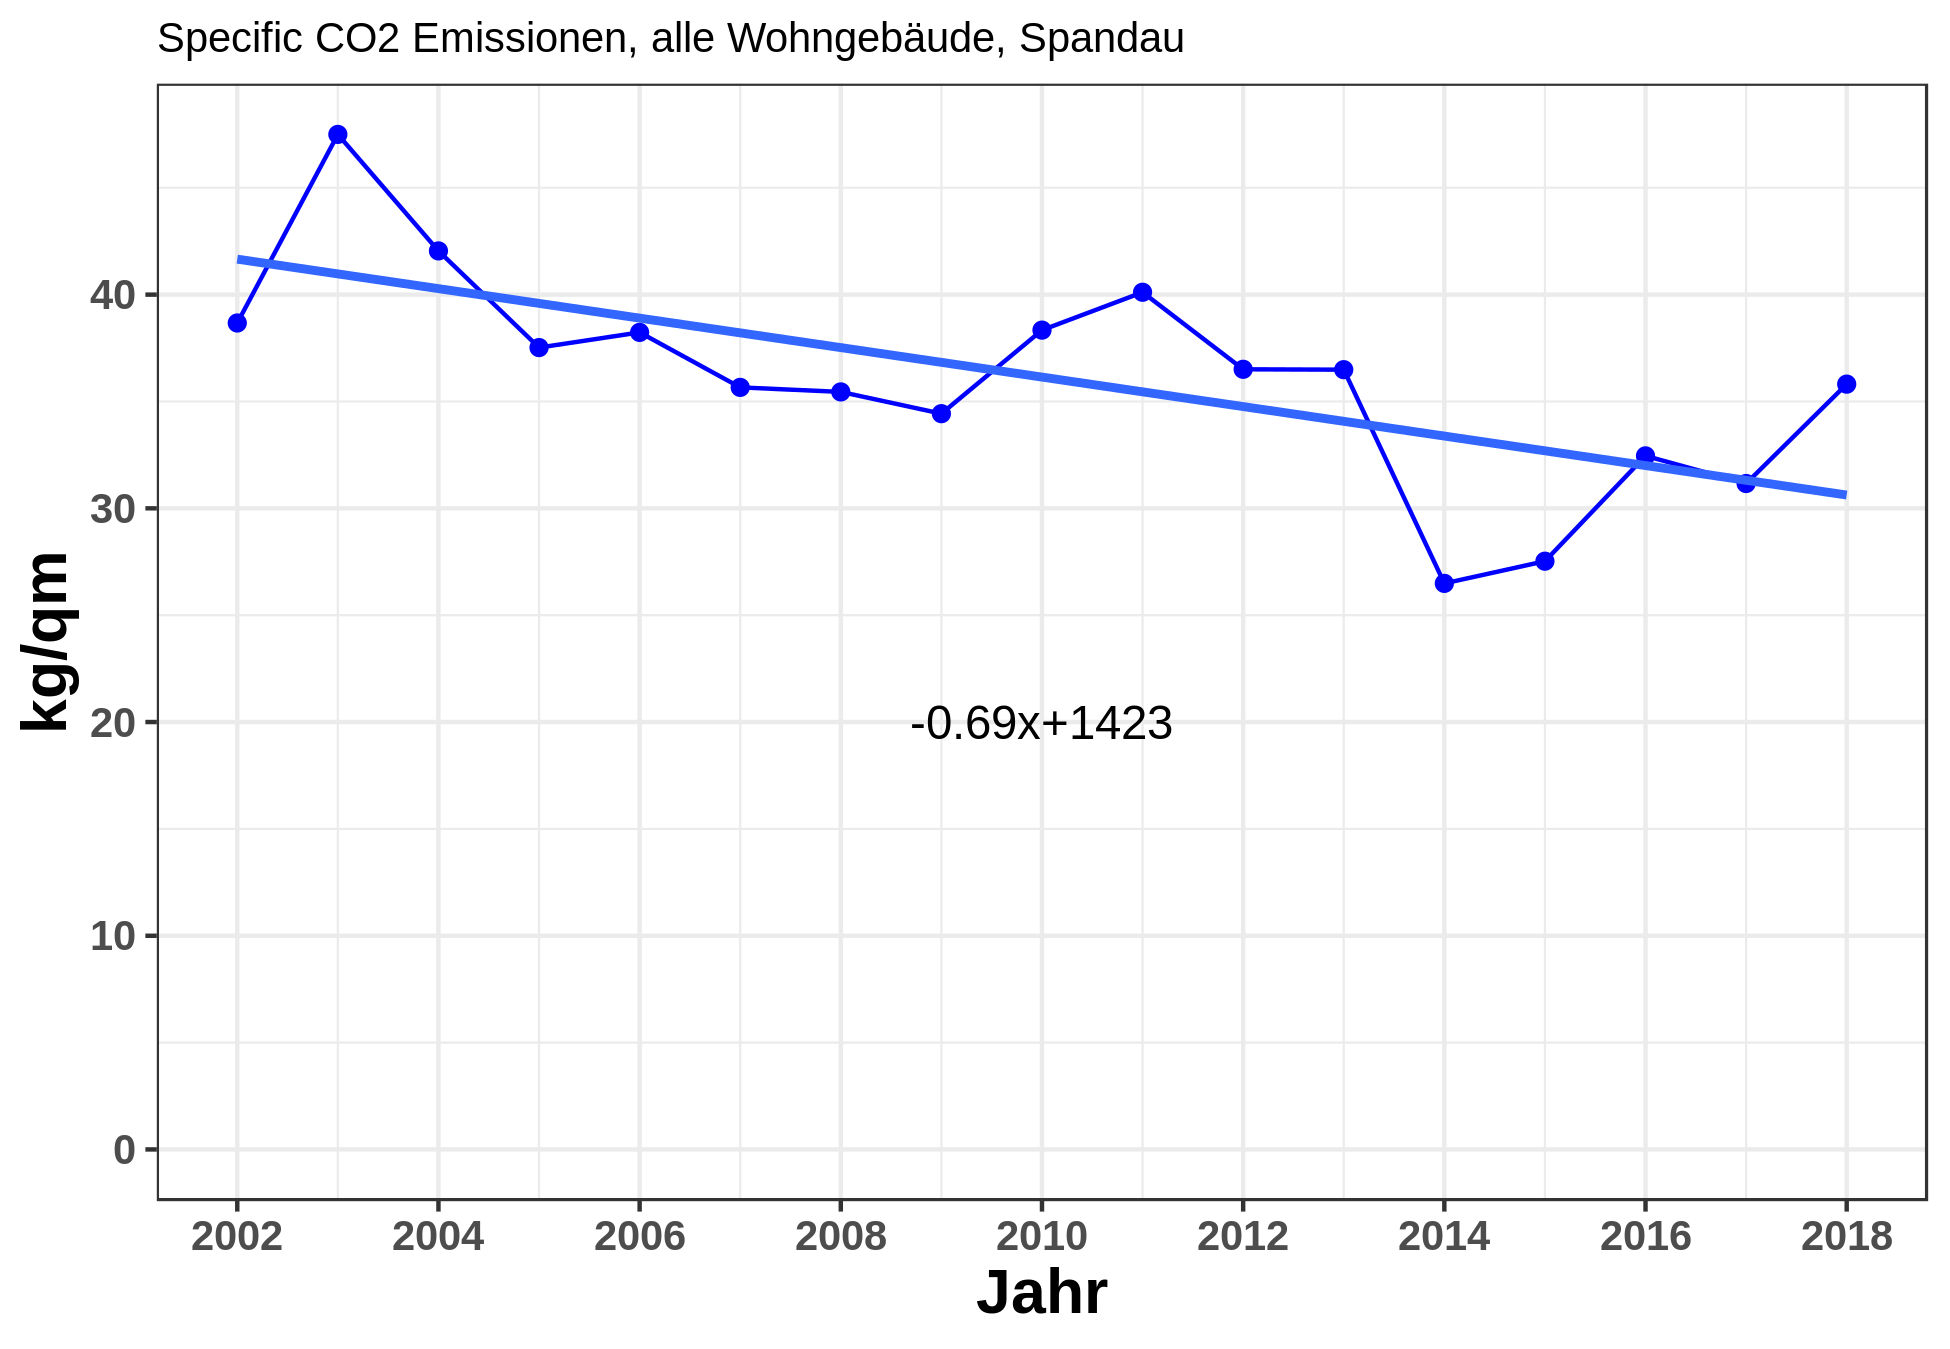 Specific CO2 Emissionen, alle Wohngebäude, Spandau
kg/qm
40
30
20
10
0
-0.69x+1423
2002 2004 2006 2008 2010 2012 2014 2016 2018
Jahr